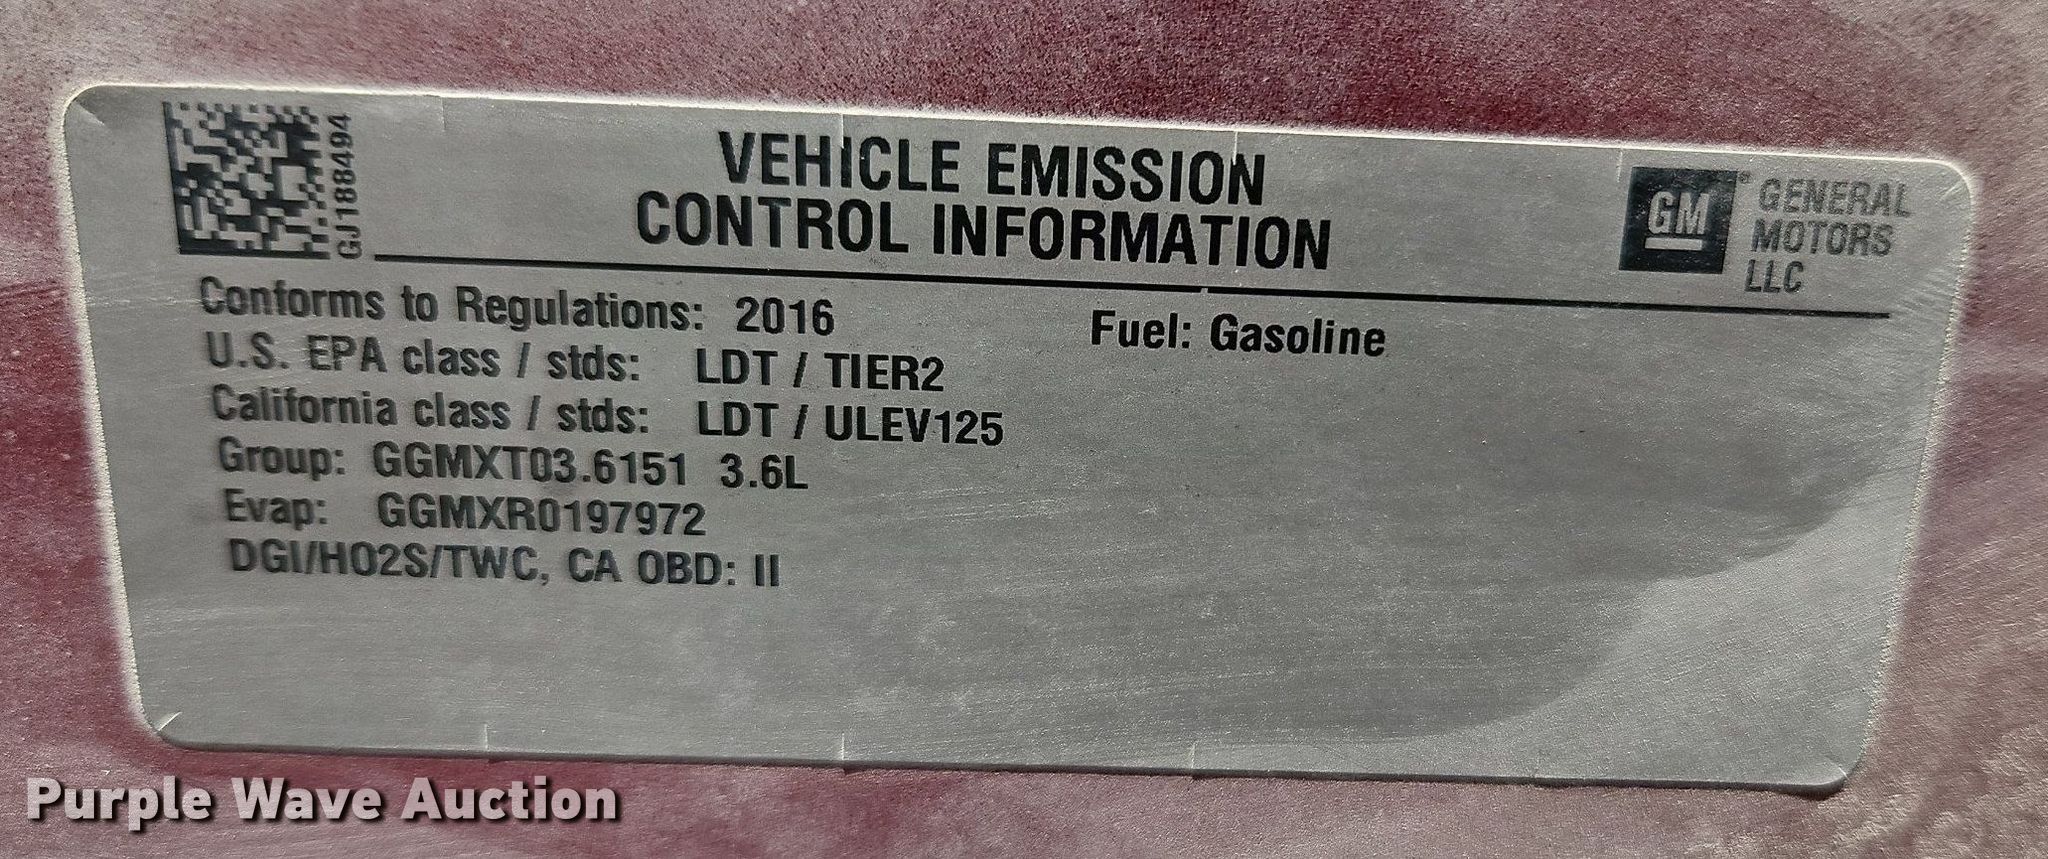 GJ188494
VEHICLE EMISSION
CONTROL INFORMATION
GM
GENERAL
MOTORS
LLC
Conforms to Regulations: 2016
Fuel: Gasoline
U.S. EPA class / stds: LDT / TIER2
California class / stds: LDT / ULEV125
Group: GGMXT03.6151 3.6L
Evap: GGMXR0197972
DGI/HO2S/TWC, CA OBD: II
Purple Wave Auction